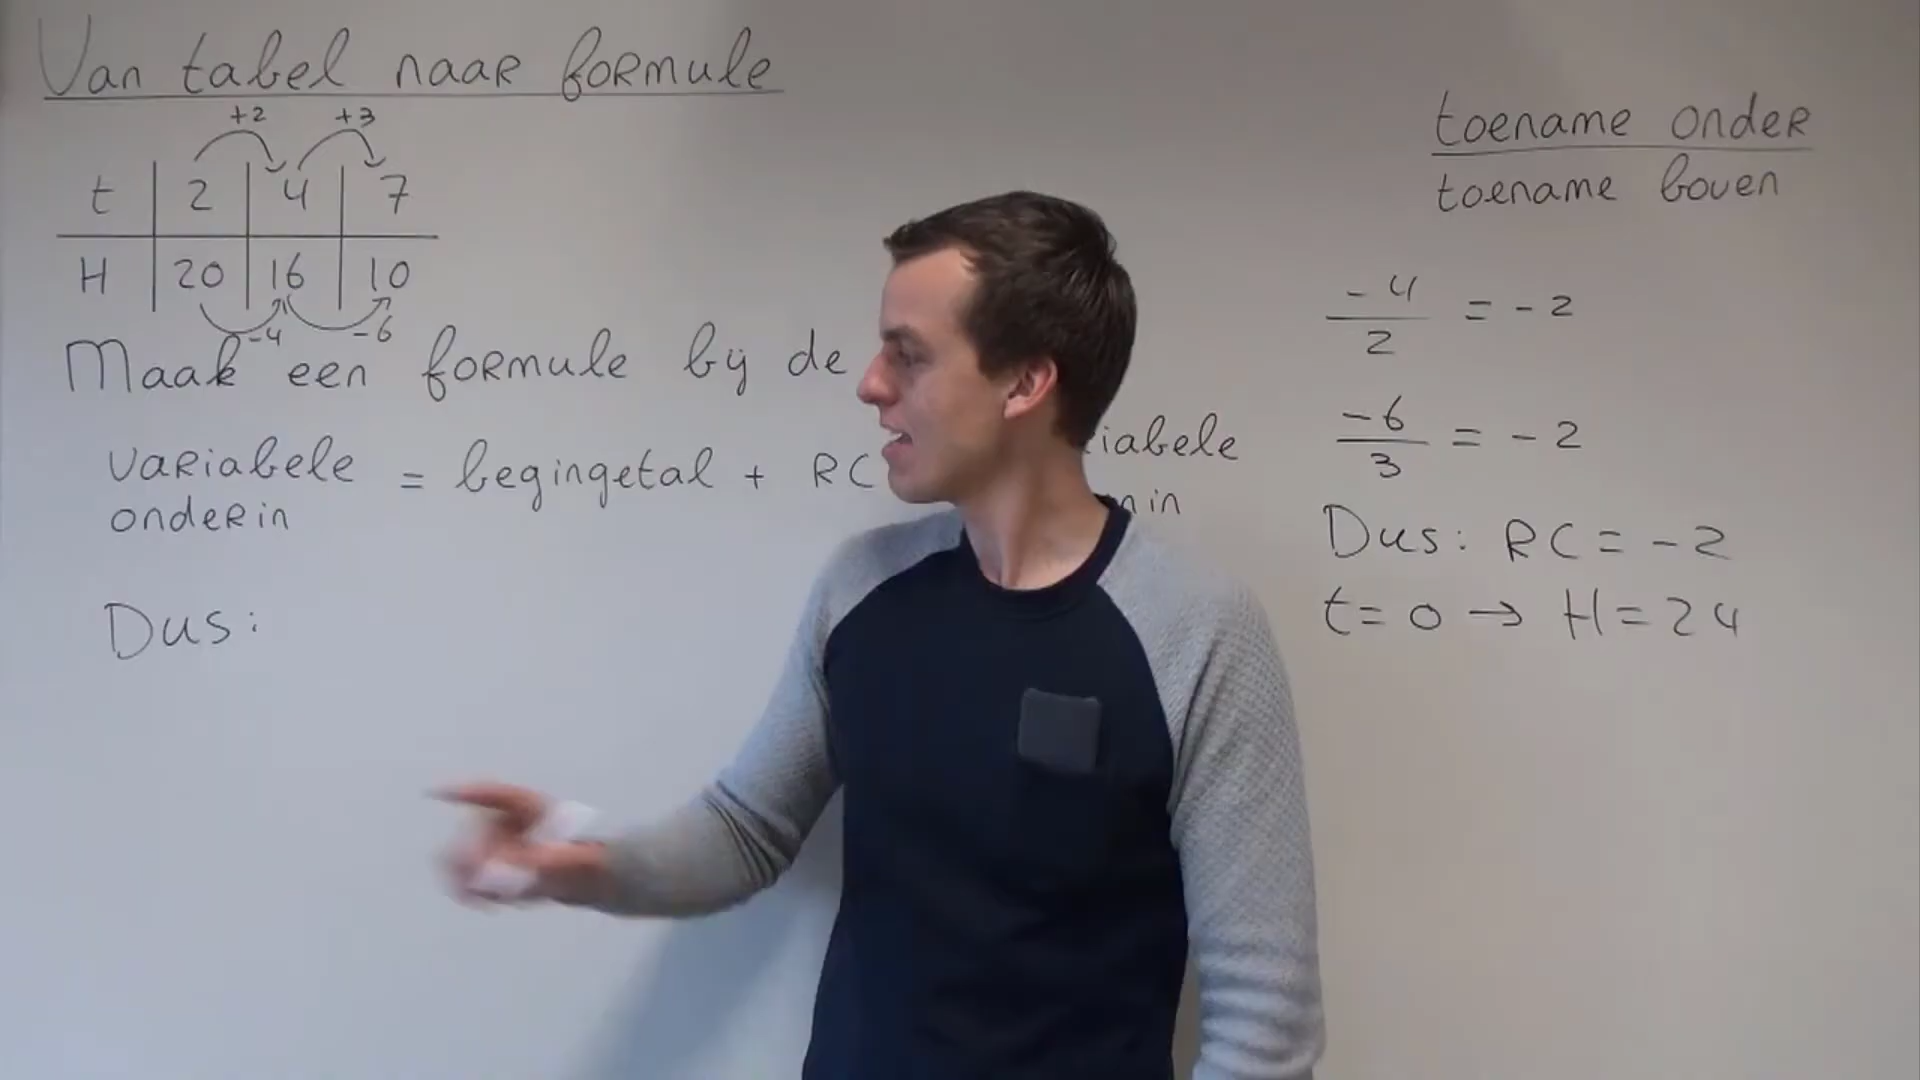 Van tabel naar formule
+2 +3
t 2 4 7
H 20 16 10
-4 -6
Maak een formule bij de
variabele = begingetal + RC
onderin
Dus:
toename onder
toename boven
-4
2
= -2
-6
3
= -2
Dus: RC = -2
t = 0 → H = 24